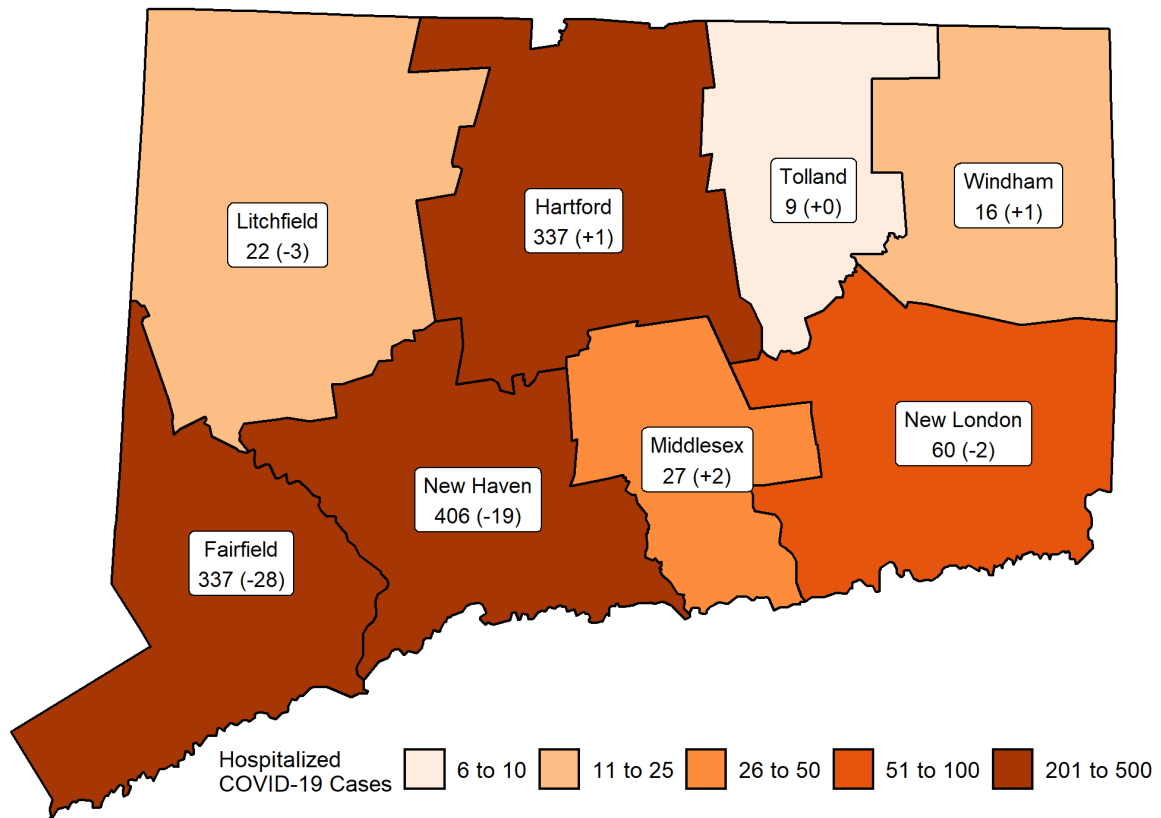 Tolland
9 (+0)
Windham
16 (+1)
Litchfield
22 (-3)
Hartford
337 (+1)
New London
60 (-2)
Middlesex
27 (+2)
New Haven
406 (-19)
Fairfield
337 (-28)
Hospitalized
COVID-19 Cases
6 to 10
11 to 25
26 to 50
51 to 100
201 to 500